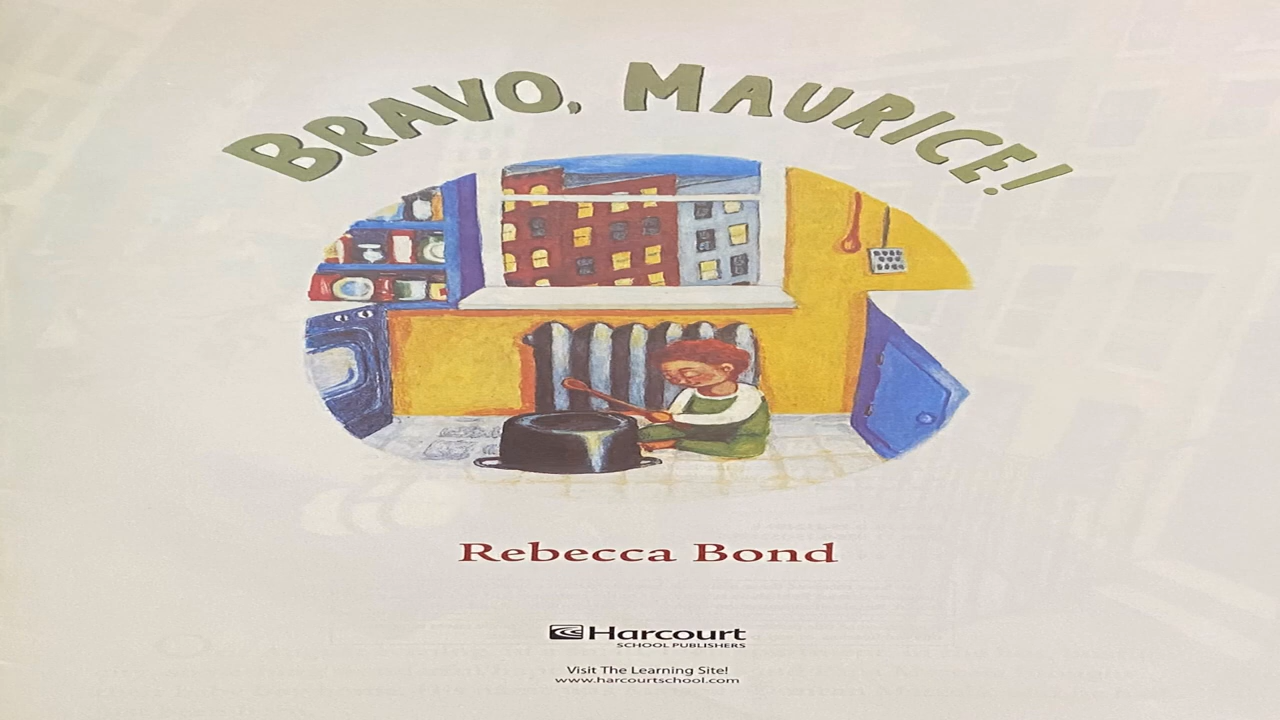 BRAVO, MAURICE!
Rebecca Bond
Harcourt
SCHOOL PUBLISHERS
Visit The Learning Site!
www.harcourtschool.com